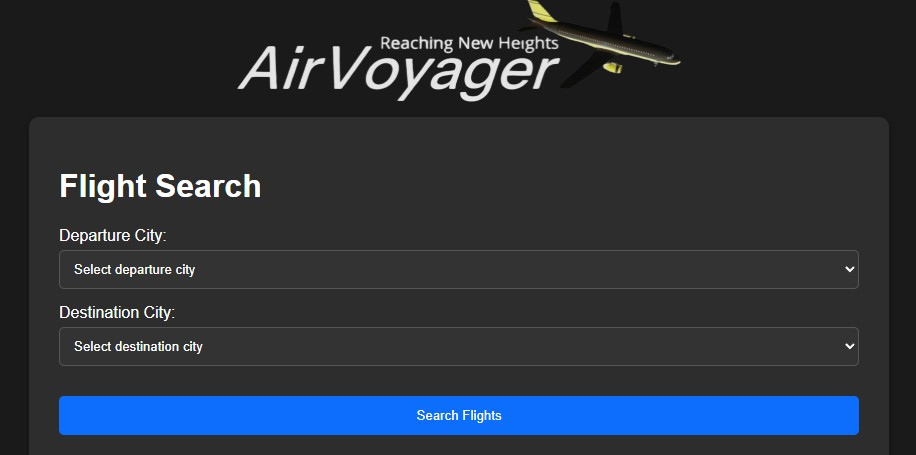 Reaching New Heights
AirVoyager
Flight Search
Departure City:
Select departure city
Destination City:
Select destination city
Search Flights